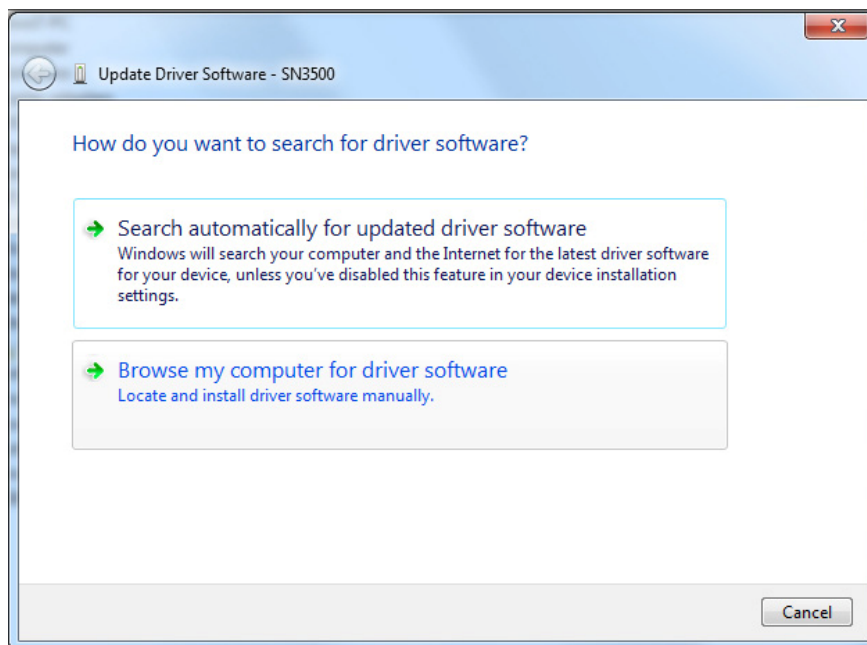 Update Driver Software - SN3500
How do you want to search for driver software?
Search automatically for updated driver software
Windows will search your computer and the Internet for the latest driver software
for your device, unless you've disabled this feature in your device installation
settings.
Browse my computer for driver software
Locate and install driver software manually.
Cancel